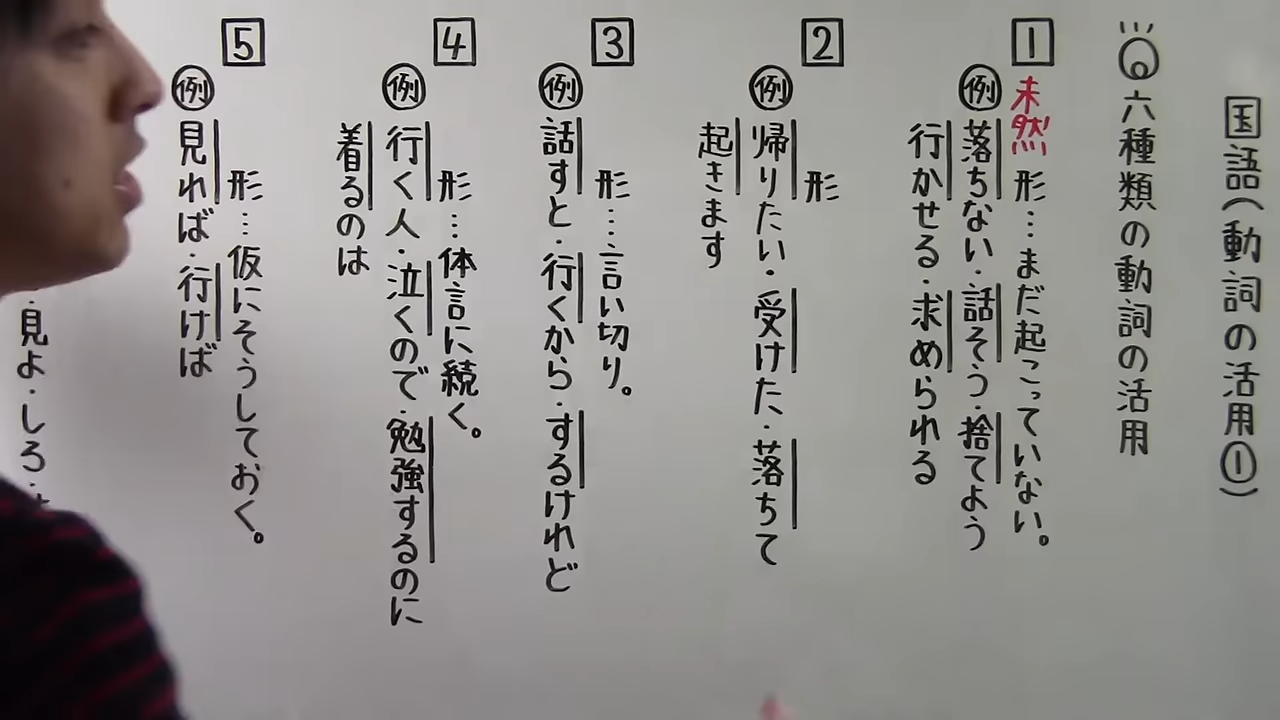 国語(動詞の活用①)
六種類の動詞の活用
1 未然形…まだ起こっていない。
例 落ちない・話そう・捨てよう
行かせる・求められる
2 形
例 帰りたい・受けた・落ちて
起きます
3 形…言い切り。
例 話すと・行くから・するけれど
4 形…体言に続く。
例 行く人・泣くので・勉強するのに
着るのは
5 形…仮にそうしておく。
例 見れば・行けば
・見よ・しろ・